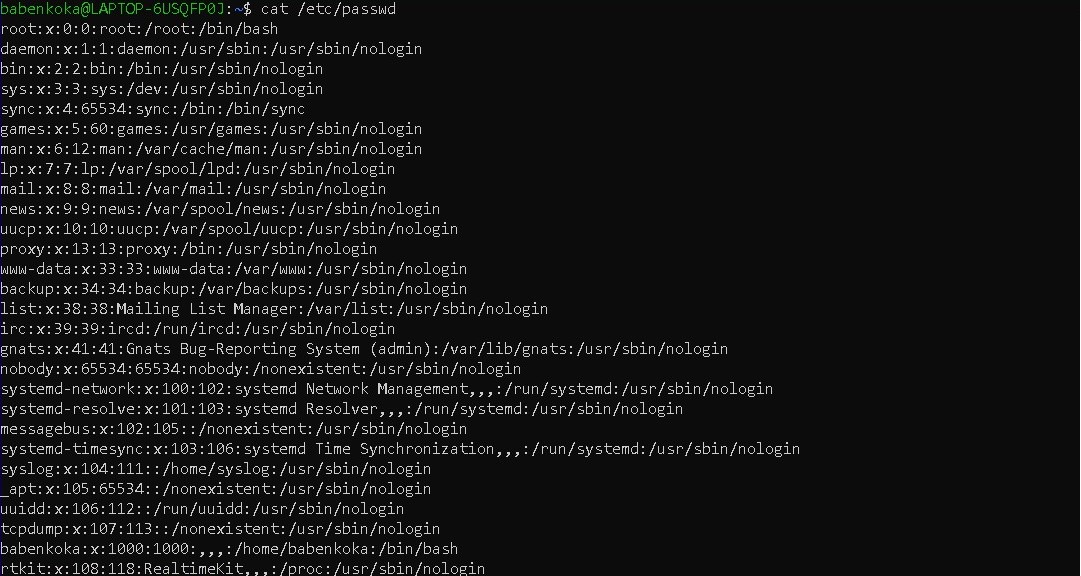 babenkoka@LAPTOP-6USQFP0J:~$ cat /etc/passwd
root:x:0:0:root:/root:/bin/bash
daemon:x:1:1:daemon:/usr/sbin:/usr/sbin/nologin
bin:x:2:2:bin:/bin:/usr/sbin/nologin
sys:x:3:3:sys:/dev:/usr/sbin/nologin
sync:x:4:65534:sync:/bin:/bin/sync
games:x:5:60:games:/usr/games:/usr/sbin/nologin
man:x:6:12:man:/var/cache/man:/usr/sbin/nologin
lp:x:7:7:lp:/var/spool/lpd:/usr/sbin/nologin
mail:x:8:8:mail:/var/mail:/usr/sbin/nologin
news:x:9:9:news:/var/spool/news:/usr/sbin/nologin
uucp:x:10:10:uucp:/var/spool/uucp:/usr/sbin/nologin
proxy:x:13:13:proxy:/bin:/usr/sbin/nologin
www-data:x:33:33:www-data:/var/www:/usr/sbin/nologin
backup:x:34:34:backup:/var/backups:/usr/sbin/nologin
list:x:38:38:Mailing List Manager:/var/list:/usr/sbin/nologin
irc:x:39:39:ircd:/run/ircd:/usr/sbin/nologin
gnats:x:41:41:Gnats Bug-Reporting System (admin):/var/lib/gnats:/usr/sbin/nologin
nobody:x:65534:65534:nobody:/nonexistent:/usr/sbin/nologin
systemd-network:x:100:102:systemd Network Management,,,:/run/systemd:/usr/sbin/nologin
systemd-resolve:x:101:103:systemd Resolver,,,:/run/systemd:/usr/sbin/nologin
messagebus:x:102:105::/nonexistent:/usr/sbin/nologin
systemd-timesync:x:103:106:systemd Time Synchronization,,,:/run/systemd:/usr/sbin/nologin
syslog:x:104:111::/home/syslog:/usr/sbin/nologin
_apt:x:105:65534::/nonexistent:/usr/sbin/nologin
uuidd:x:106:112::/run/uuidd:/usr/sbin/nologin
tcpdump:x:107:113::/nonexistent:/usr/sbin/nologin
babenkoka:x:1000:1000:,,,:/home/babenkoka:/bin/bash
rtkit:x:108:118:RealtimeKit,,,:/proc:/usr/sbin/nologin